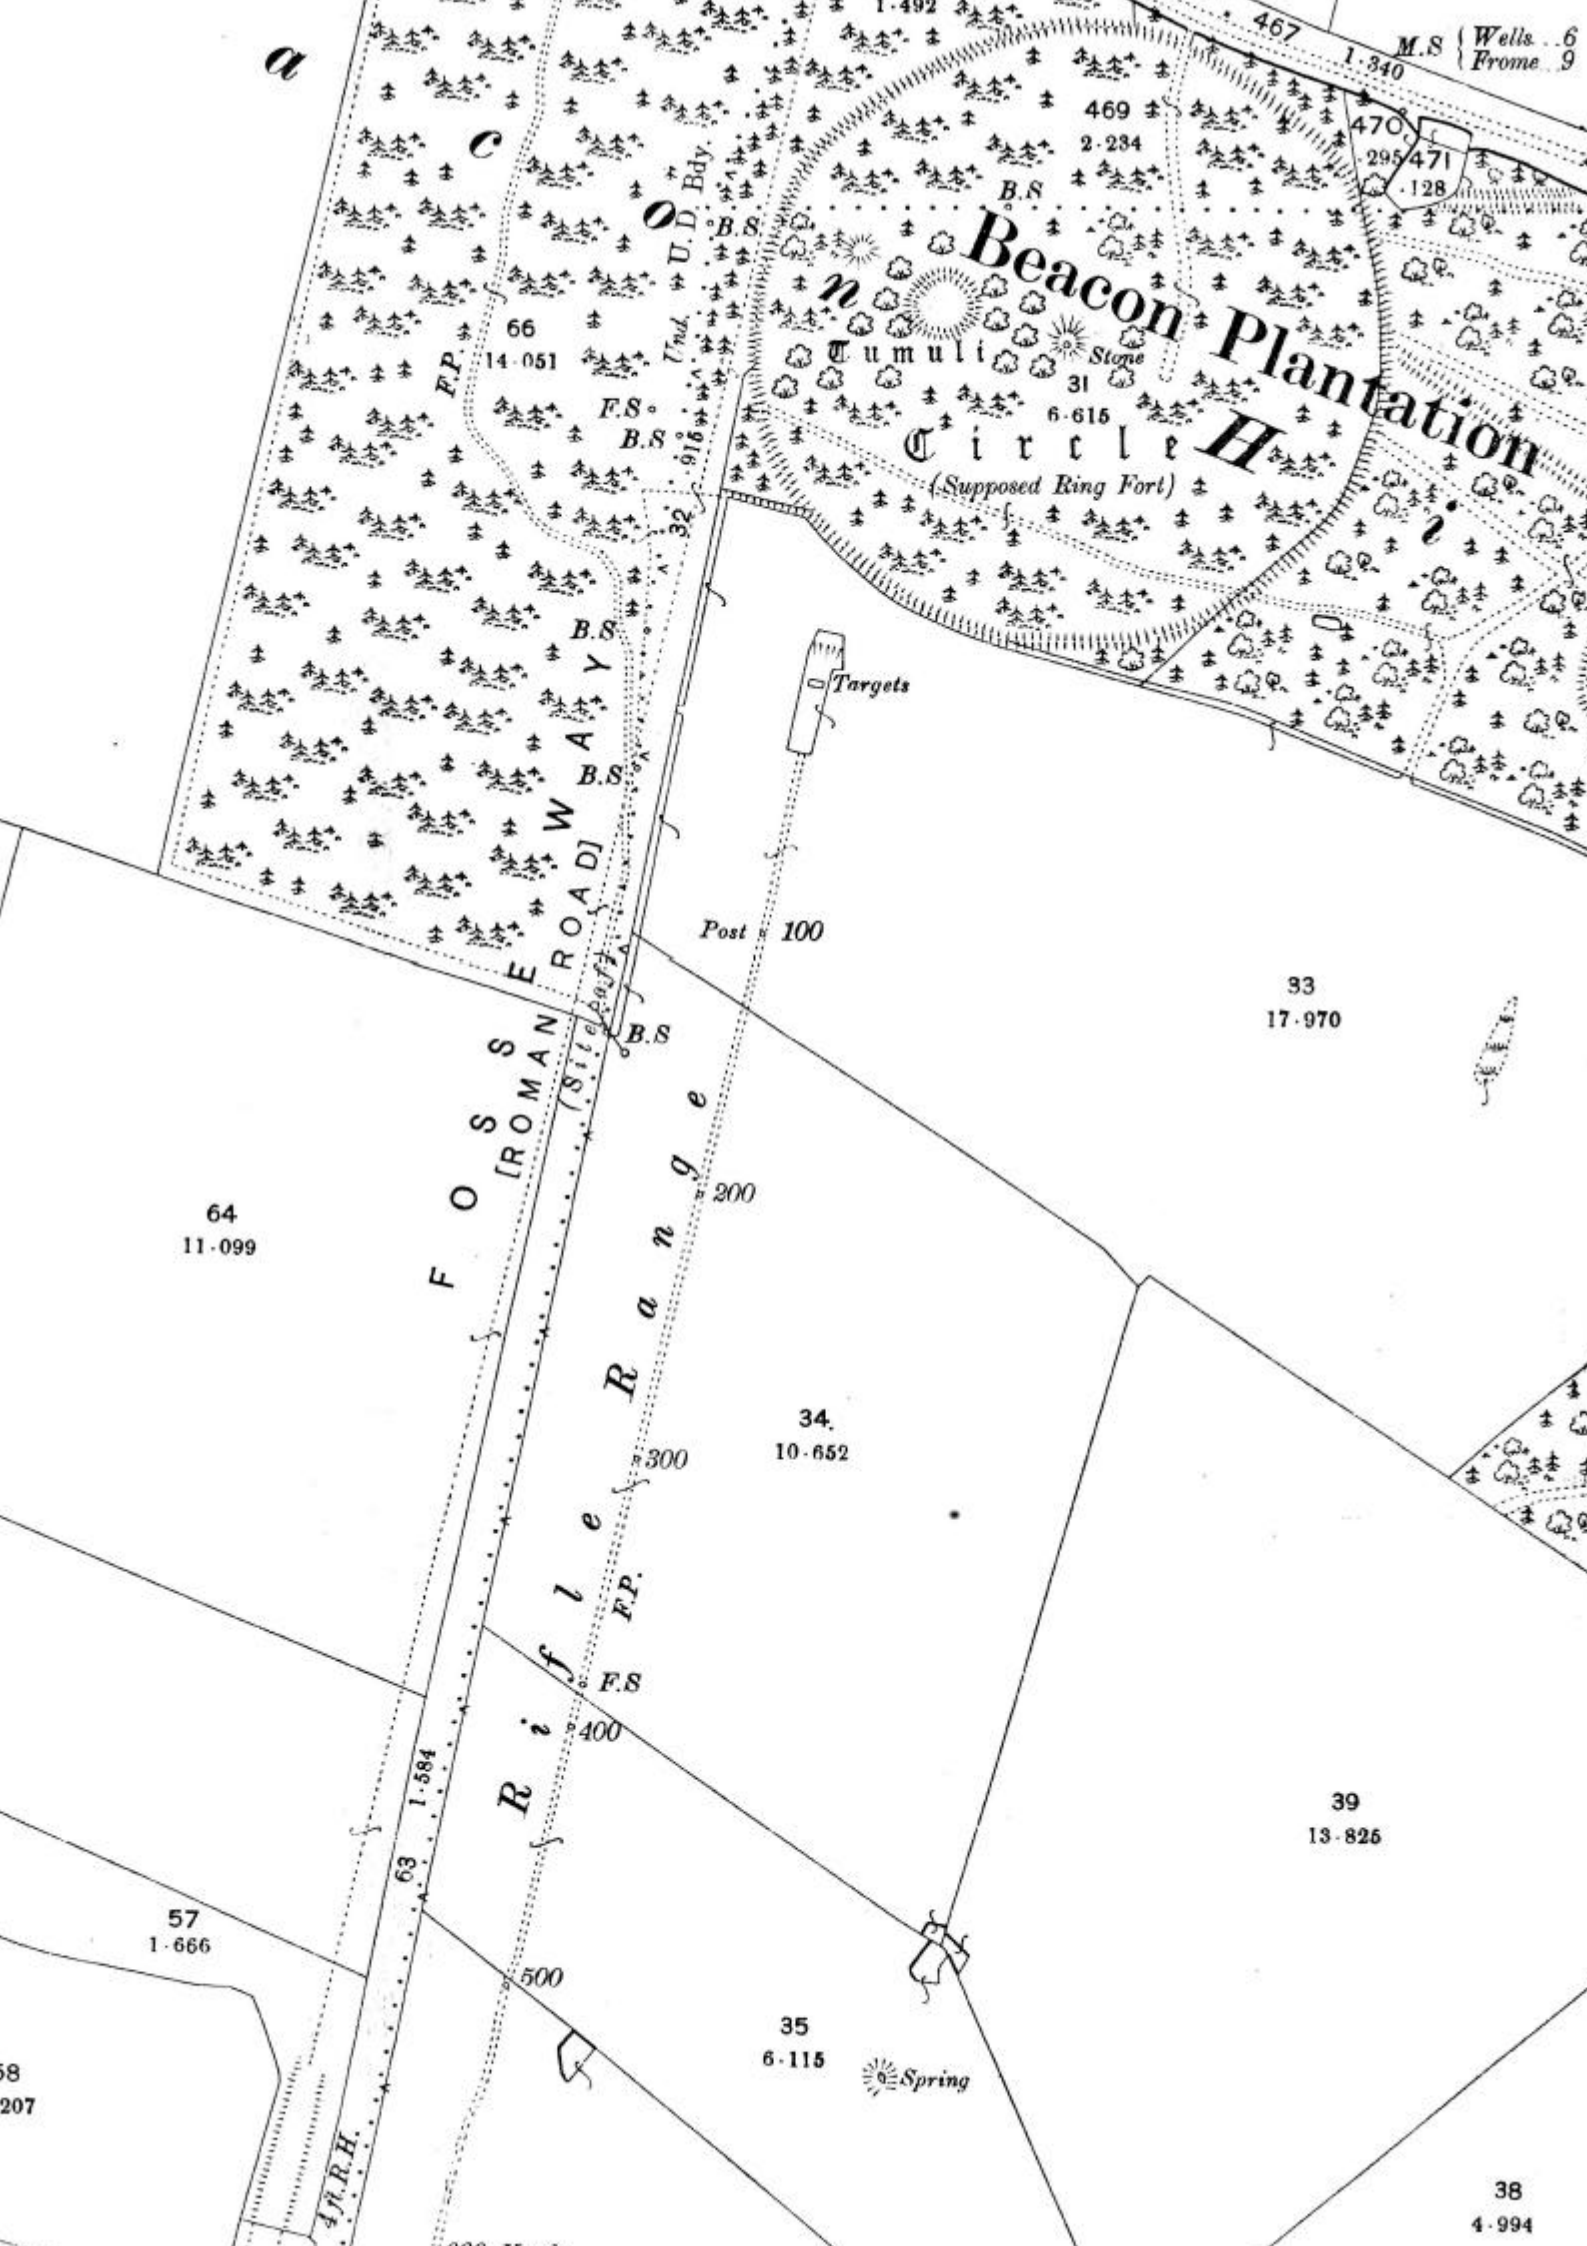 1·492
467
1·340
M.S { Wells 6
Frome 9
a
c
o
n
H
i
469
2·234
470
·295
471
·128
B.S
B.S
Und. U.D. Bdy.
Beacon Plantation
66
14·051
F.P.
Tumuli
Stone
31
6·615
Circle
(Supposed Ring Fort)
F.S
B.S
32
·915
B.S
B.S
Targets
FOSSE WAY
[ROMAN ROAD]
(Site of)
Post
100
33
17·970
B.S
200
64
11·099
Rifle Range
34
10·652
300
F.P.
F.S
400
1·584
63
39
13·825
57
1·666
500
35
6·115
Spring
58
207
4ft.R.H.
38
4·994